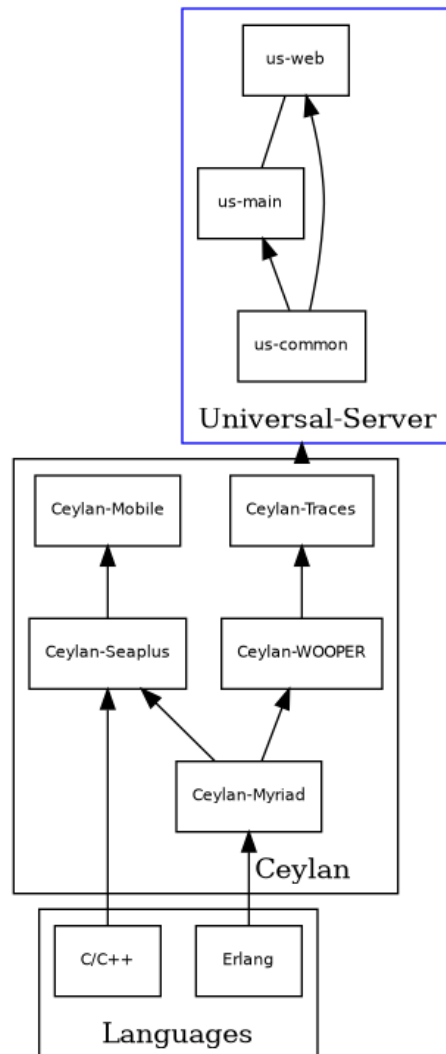 us-web
us-main
us-common
Universal-Server
Ceylan-Mobile
Ceylan-Traces
Ceylan-Seaplus
Ceylan-WOOPER
Ceylan-Myriad
Ceylan
C/C++
Erlang
Languages